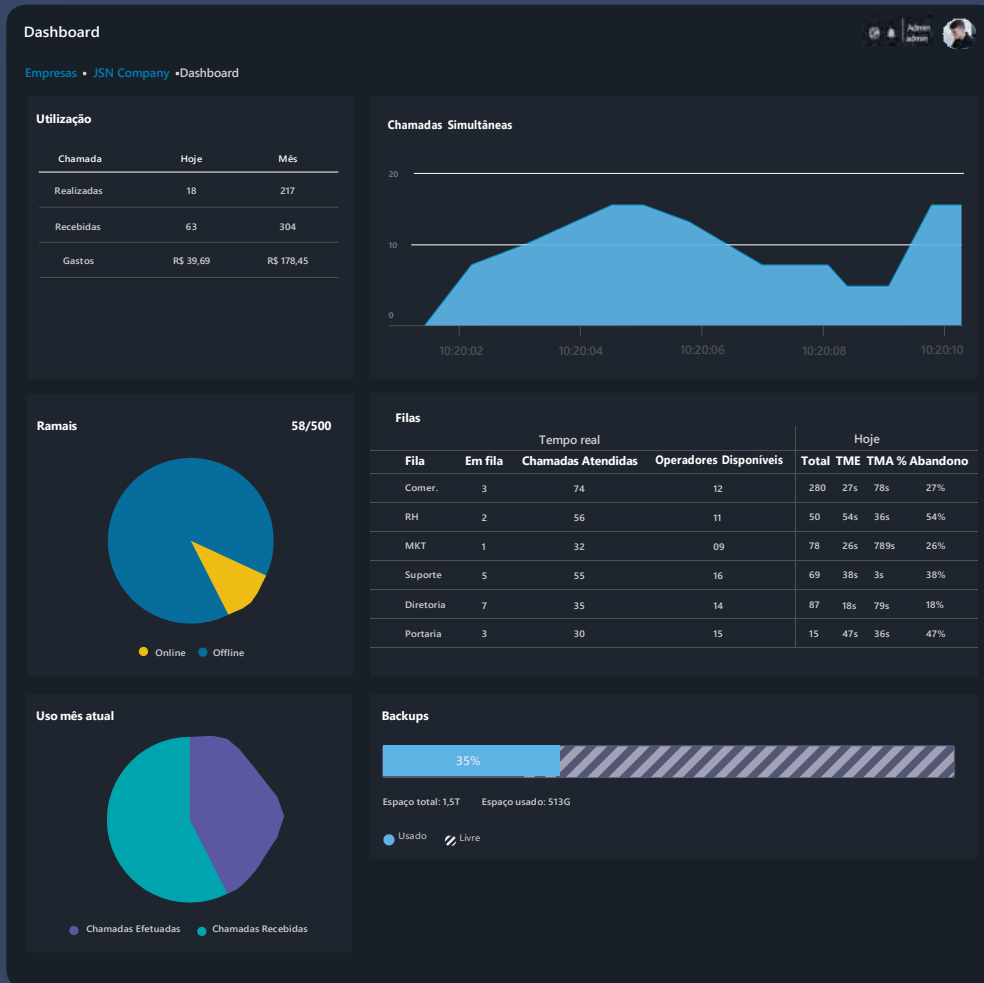 Dashboard
Admin
admin
Empresas • JSN Company •Dashboard
Utilização
Chamada Hoje Mês
Realizadas 18 217
Recebidas 63 304
Gastos R$ 39,69 R$ 178,45
Chamadas Simultâneas
20
10
0
10:20:02 10:20:04 10:20:06 10:20:08 10:20:10
Ramais 58/500
Online Offline
Filas
Tempo real Hoje
Fila Em fila Chamadas Atendidas Operadores Disponíveis Total TME TMA % Abandono
Comer. 3 74 12 280 27s 78s 27%
RH 2 56 11 50 54s 36s 54%
MKT 1 32 09 78 26s 789s 26%
Suporte 5 55 16 69 38s 3s 38%
Diretoria 7 35 14 87 18s 79s 18%
Portaria 3 30 15 15 47s 36s 47%
Uso mês atual
Chamadas Efetuadas Chamadas Recebidas
Backups
35%
Espaço total: 1,5T Espaço usado: 513G
Usado Livre